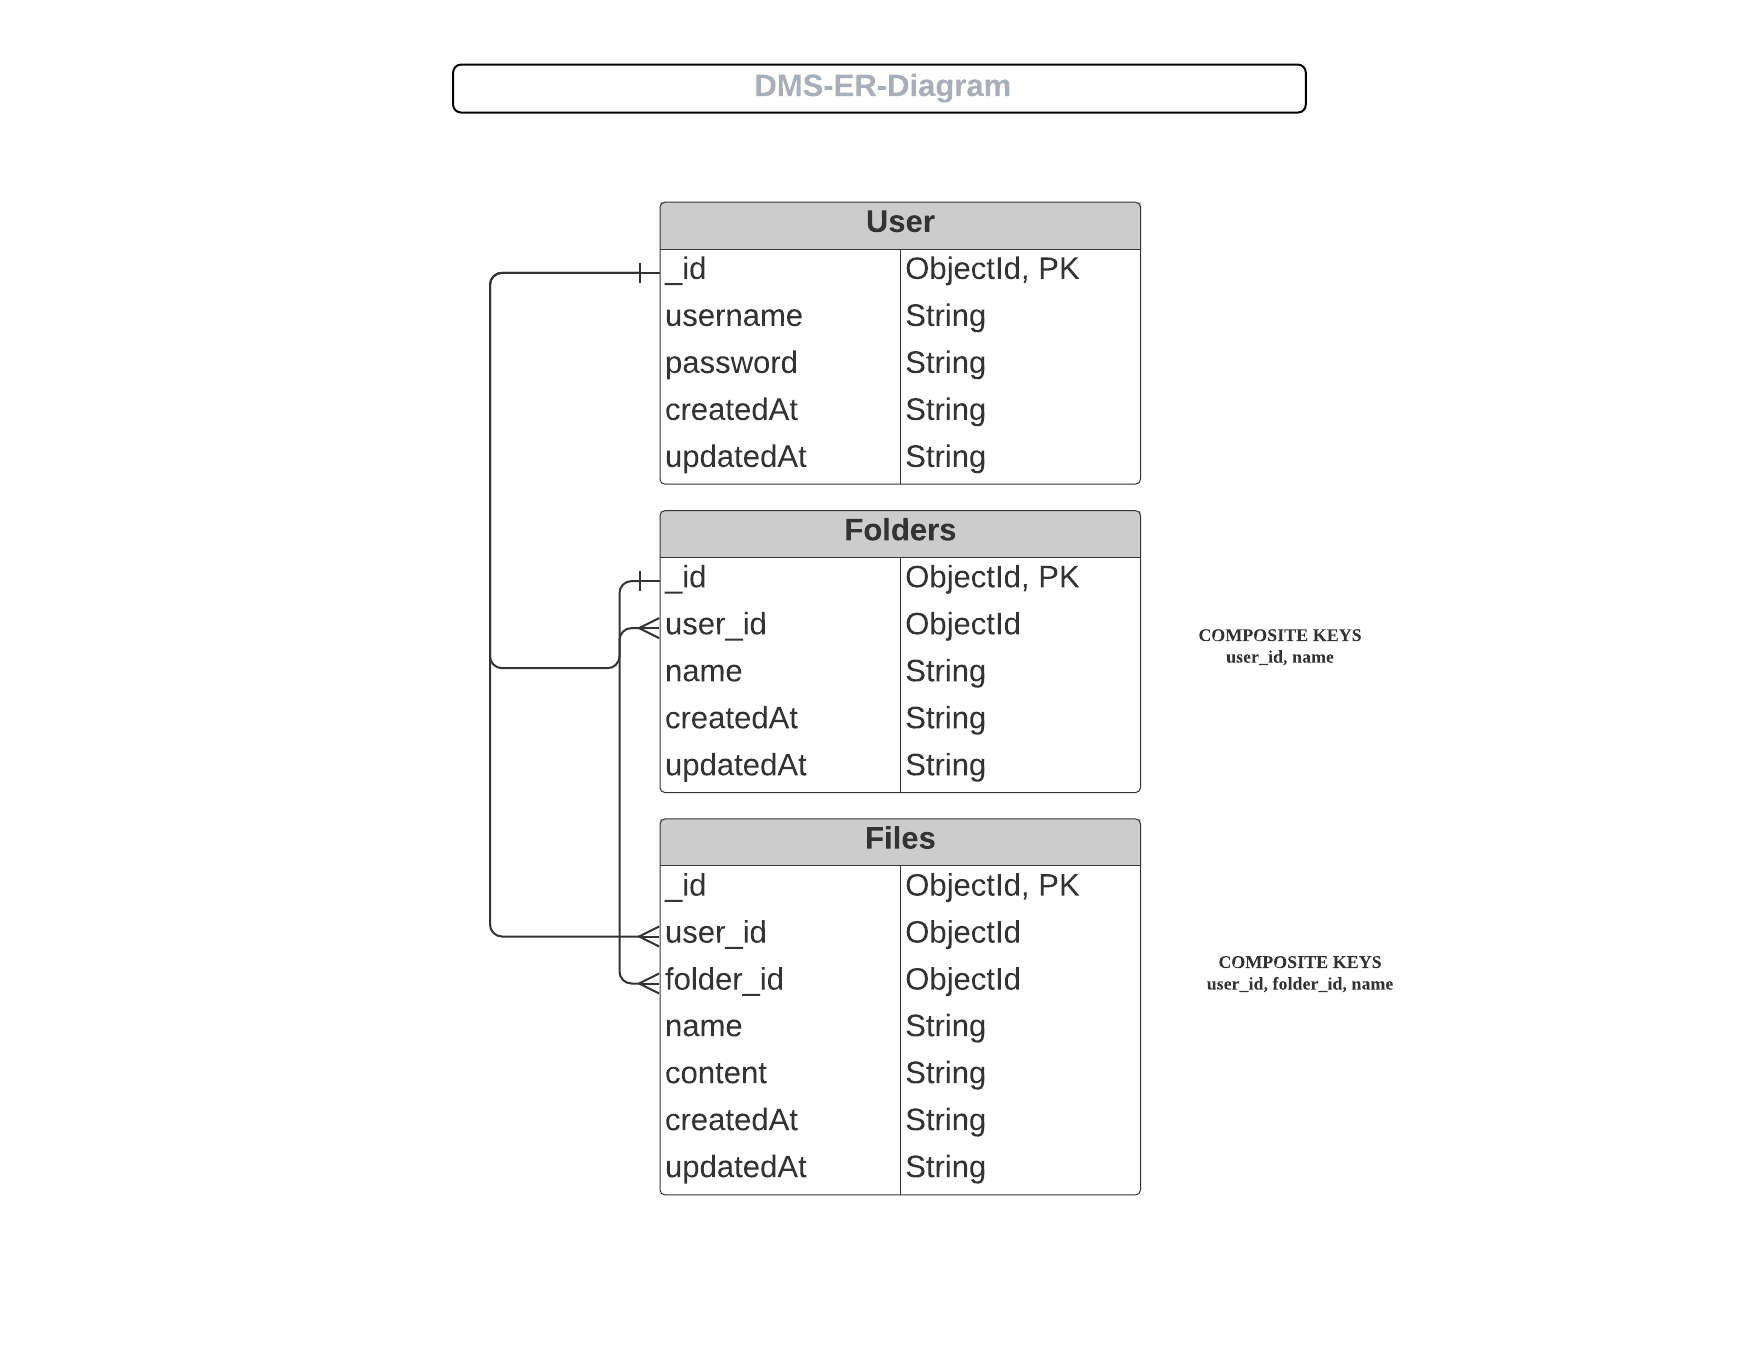 DMS-ER-Diagram
User
_id ObjectId, PK
username String
password String
createdAt String
updatedAt String
Folders
_id ObjectId, PK
user_id ObjectId
name String
createdAt String
updatedAt String
COMPOSITE KEYS
user_id, name
Files
_id ObjectId, PK
user_id ObjectId
folder_id ObjectId
name String
content String
createdAt String
updatedAt String
COMPOSITE KEYS
user_id, folder_id, name